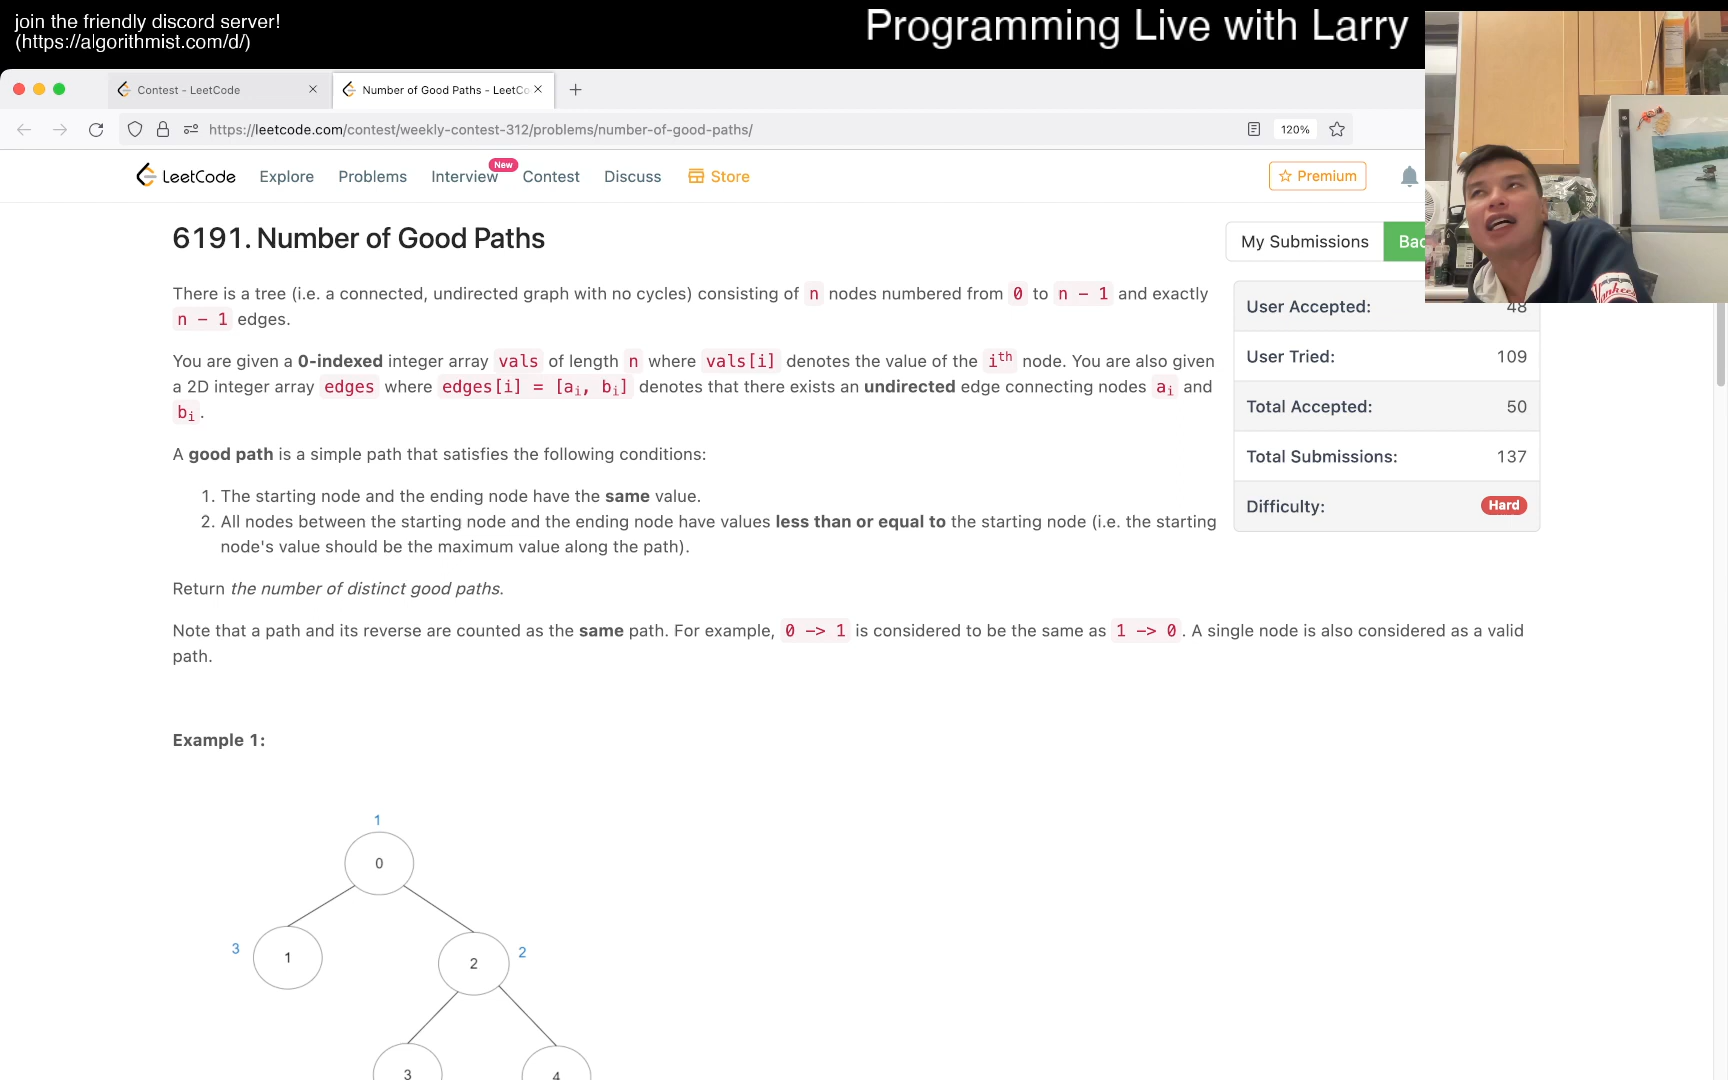 join the friendly discord server!
(https://algorithmist.com/d/)
Programming Live with Larry
Contest - LeetCode
Number of Good Paths - LeetCo
https://leetcode.com/contest/weekly-contest-312/problems/number-of-good-paths/
120%
LeetCode
Explore
Problems
Interview
New
Contest
Discuss
Store
Premium
6191. Number of Good Paths
My Submissions
Bac
There is a tree (i.e. a connected, undirected graph with no cycles) consisting of n nodes numbered from 0 to n - 1 and exactly
n - 1 edges.
You are given a 0-indexed integer array vals of length n where vals[i] denotes the value of the ith node. You are also given
a 2D integer array edges where edges[i] = [ai, bi] denotes that there exists an undirected edge connecting nodes ai and
bi.
A good path is a simple path that satisfies the following conditions:
1. The starting node and the ending node have the same value.
2. All nodes between the starting node and the ending node have values less than or equal to the starting node (i.e. the starting
node's value should be the maximum value along the path).
Return the number of distinct good paths.
Note that a path and its reverse are counted as the same path. For example, 0 -> 1 is considered to be the same as 1 -> 0. A single node is also considered as a valid
path.
User Accepted: 48
User Tried: 109
Total Accepted: 50
Total Submissions: 137
Difficulty: Hard
Example 1:
1
0
3
1
2
2
3
4